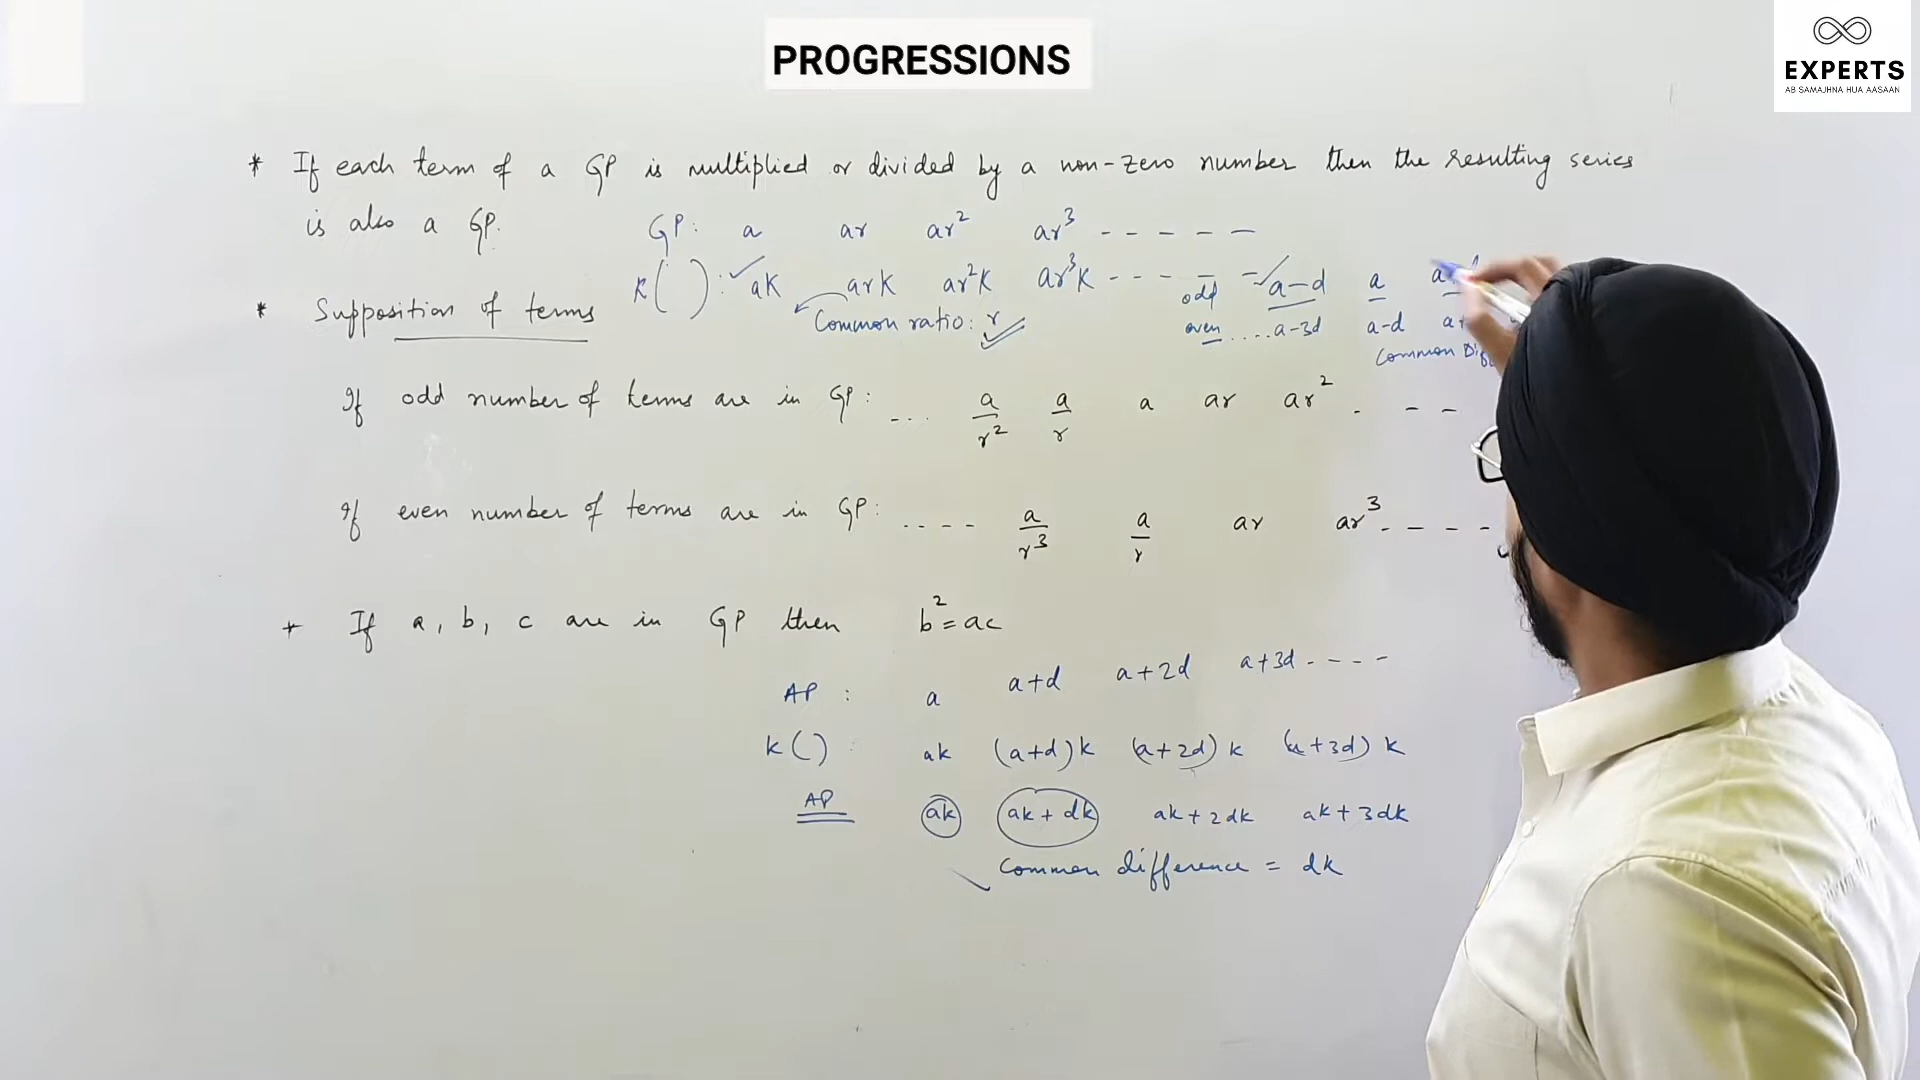 PROGRESSIONS
EXPERTS
AB SAMAJHNA HUA AASAAN
* If each term of a GP is multiplied or divided by a non-zero number then the resulting series
is also a GP.
GP: a ar ar² ar³ - - - - -
k( ): ✓ ak ark ar²k ar³k - - - - -
odd ✓ a-d a
* Supposition of terms
Common ratio: r
even ..... a-3d a-d
Common
If odd number of terms are in GP: ... a/r² a/r a ar ar² . - -
If even number of terms are in GP: .... a/r³ a/r ar ar³ - - - -
* If a, b, c are in GP then b² = ac
AP : a a+d a+2d a+3d - - - -
k ( ) : ak (a+d) k (a+2d) k (a+3d) k
AP ak ak + dk ak + 2dk ak + 3dk
Common difference = dk